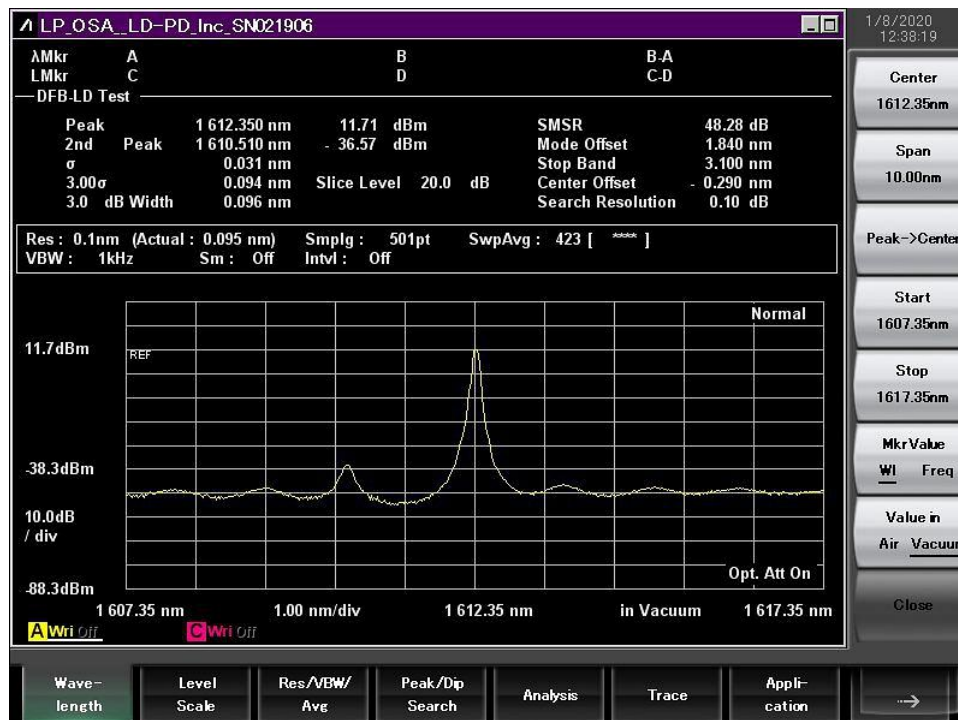 LP_OSA__LD-PD_Inc_SN021906
1/8/2020
12:38:19
λMkr A B B-A
LMkr C D C-D
DFB-LD Test
Peak 1 612.350 nm 11.71 dBm SMSR 48.28 dB
2nd Peak 1 610.510 nm - 36.57 dBm Mode Offset 1.840 nm
σ 0.031 nm Stop Band 3.100 nm
3.00σ 0.094 nm Slice Level 20.0 dB Center Offset - 0.290 nm
3.0 dB Width 0.096 nm Search Resolution 0.10 dB
Res : 0.1nm (Actual : 0.095 nm) Smplg : 501pt SwpAvg : 423 [ **** ]
VBW : 1kHz Sm : Off Intvl : Off
Normal
11.7dBm
REF
-38.3dBm
10.0dB
/ div
Opt. Att On
-88.3dBm
1 607.35 nm 1.00 nm/div 1 612.35 nm in Vacuum 1 617.35 nm
A Wri Off C Wri Off
Center
1612.35nm
Span
10.00nm
Peak->Center
Start
1607.35nm
Stop
1617.35nm
Mkr Value
Wl Freq
Value in
Air Vacuum
Close
Wave-
length
Level
Scale
Res/VBW/
Avg
Peak/Dip
Search
Analysis
Trace
Appli-
cation
→